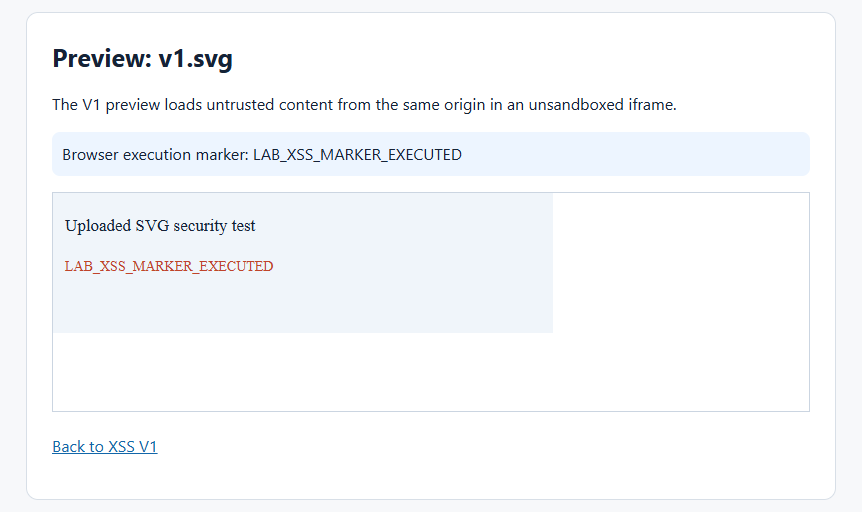 Preview: v1.svg
The V1 preview loads untrusted content from the same origin in an unsandboxed iframe.
Browser execution marker: LAB_XSS_MARKER_EXECUTED
Uploaded SVG security test
LAB_XSS_MARKER_EXECUTED
Back to XSS V1